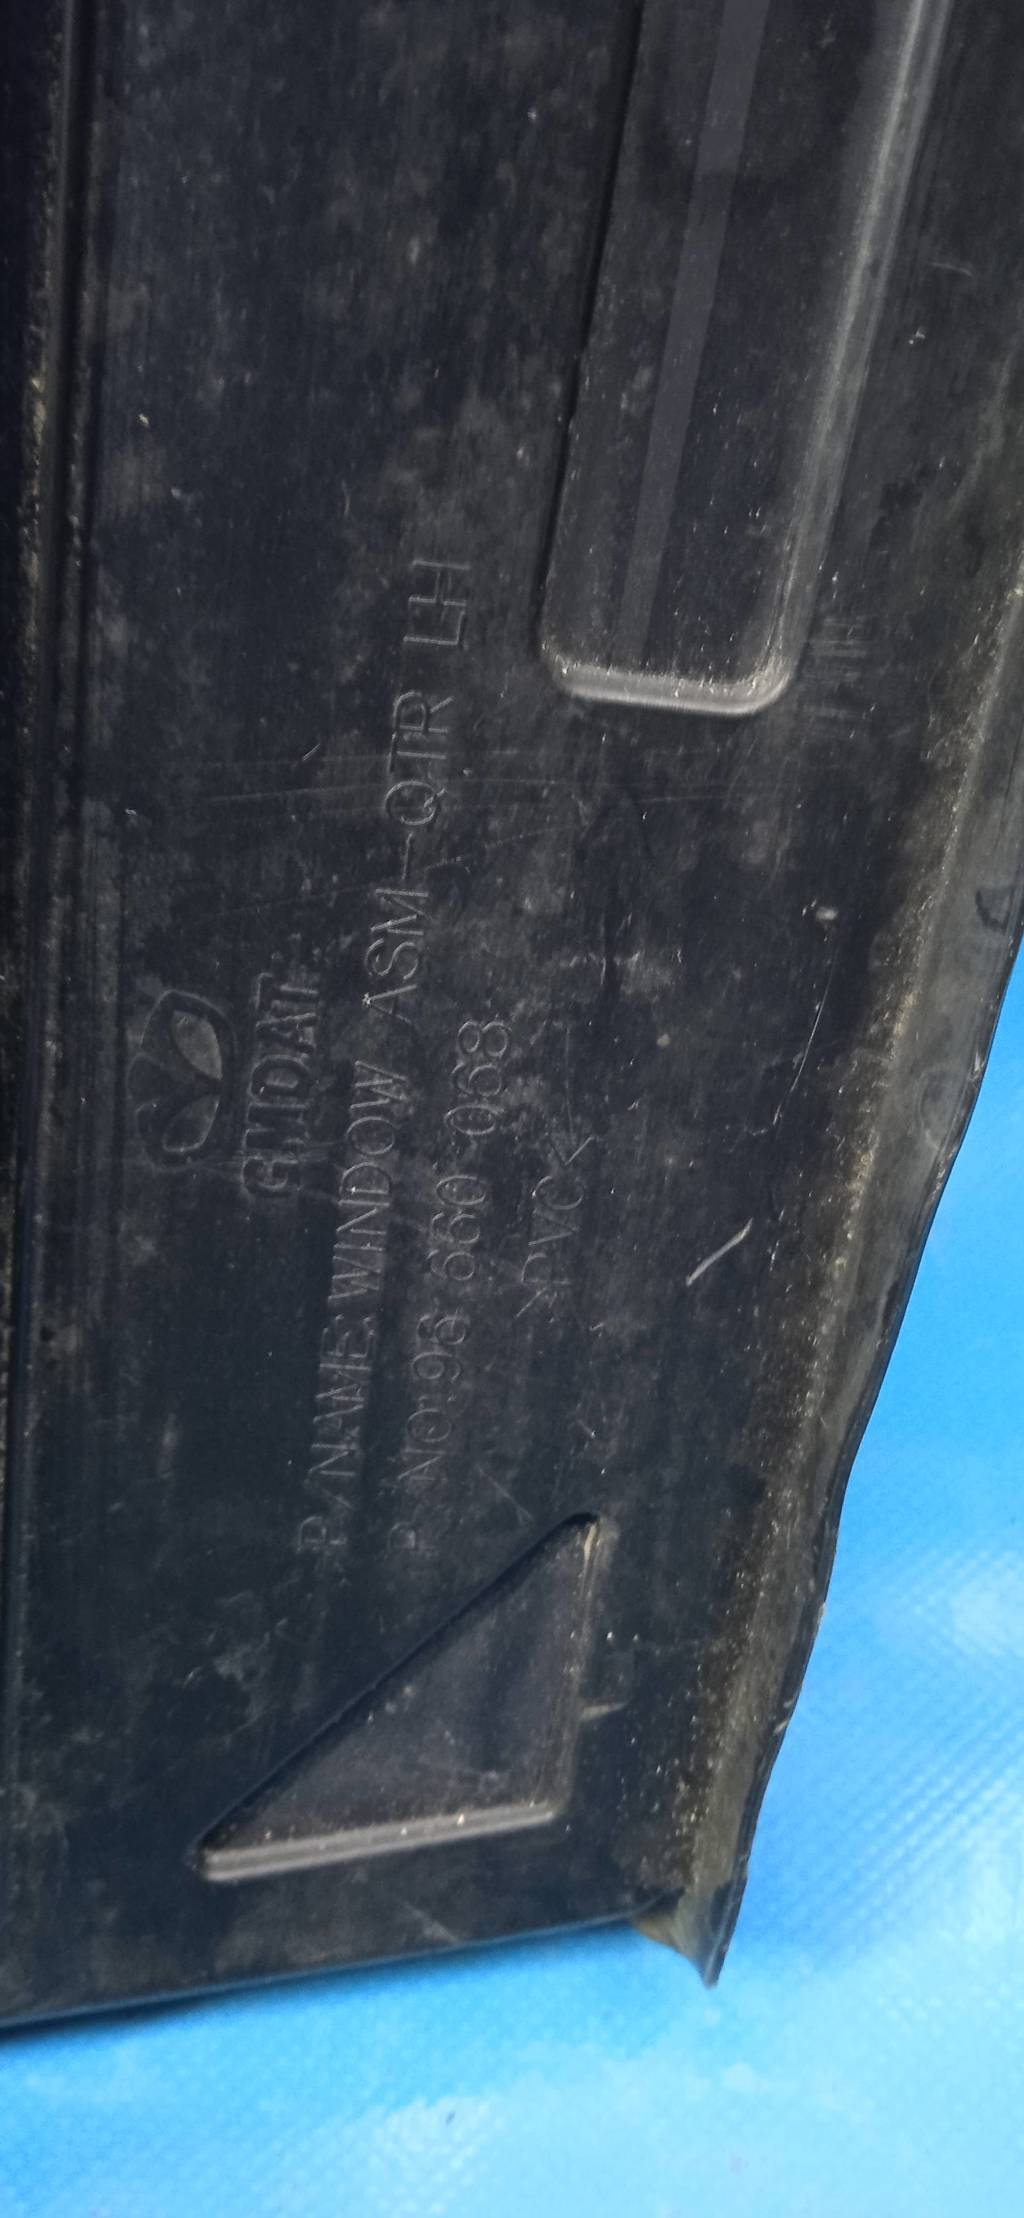 GMDAT
P/NAME:WINDOW ASM-QTR LH
P/NO:96 660 068
>PVC<